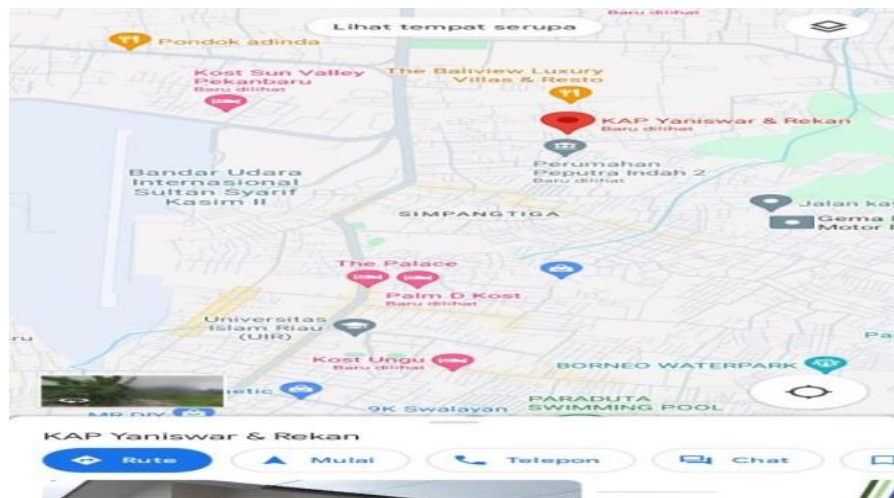 Baru dilihat
Lihat tempat serupa
Pondok adinda
Kost Sun Valley
Pekanbaru
Baru dilihat
The Baliview Luxury
Villas & Resto
KAP Yaniswar & Rekan
Baru dilihat
Bandar Udara
Internasional
Sultan Syarif
Kasim II
Perumahan
Peputra Indah 2
Baru dilihat
Jalan
SIMPANGTIGA
Gema
Motor
The Palace
Palm D Kost
Baru dilihat
Universitas
Islam Riau
(UIR)
Kost Ungu
Baru dilihat
BORNEO WATERPARK
PARADUTA
SWIMMING POOL
9K Swalayan
MR DIY
KAP Yaniswar & Rekan
Rute
Mulai
Telepon
Chat